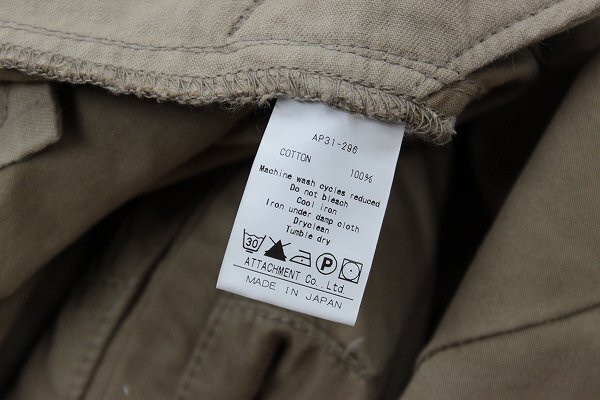 AP31-296
COTTON 100%
Machine wash cycles reduced
Do not bleach
Cool iron
Iron under damp cloth
Dryclean
Tumble dry
30 P
ATTACHMENT Co., Ltd.
MADE IN JAPAN